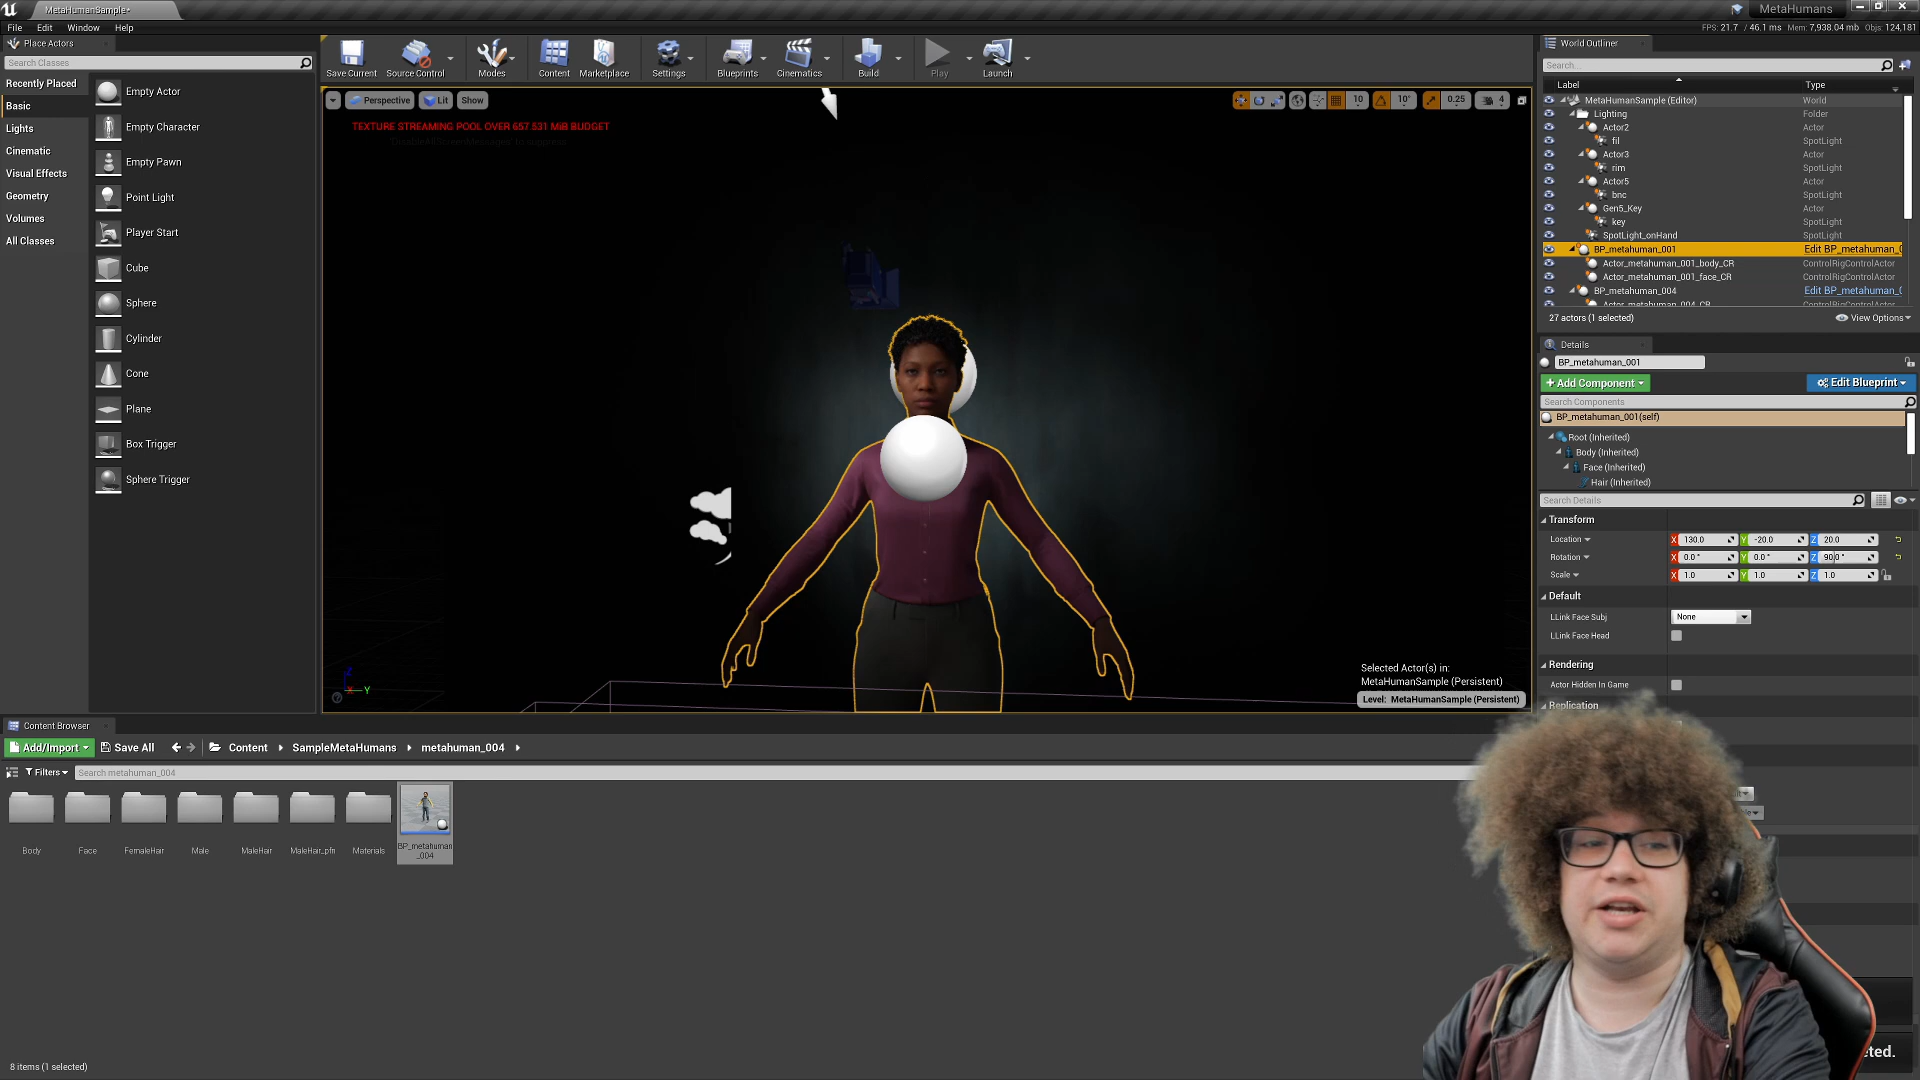 MetaHumanSample•
MetaHumans
File Edit Window Help
FPS: 21.7 / 46.1 ms Mem: 7,938.04 mb Objs: 124,181
Place Actors
Search Classes
Recently Placed
Basic
Lights
Cinematic
Visual Effects
Geometry
Volumes
All Classes
Empty Actor
Empty Character
Empty Pawn
Point Light
Player Start
Cube
Sphere
Cylinder
Cone
Plane
Box Trigger
Sphere Trigger
Save Current
Source Control
Modes
Content
Marketplace
Settings
Blueprints
Cinematics
Build
Play
Launch
Perspective
Lit
Show
10
10°
0.25
4
TEXTURE STREAMING POOL OVER 657.531 MiB BUDGET
Selected Actor(s) in:
MetaHumanSample (Persistent)
Level: MetaHumanSample (Persistent)
World Outliner
Search...
Label Type
MetaHumanSample (Editor) World
Lighting Folder
Actor2 Actor
fil SpotLight
Actor3 Actor
rim SpotLight
Actor5 Actor
bnc SpotLight
Gen5_Key Actor
key SpotLight
SpotLight_onHand SpotLight
BP_metahuman_001 Edit BP_metahuman_0
Actor_metahuman_001_body_CR ControlRigControlActor
Actor_metahuman_001_face_CR ControlRigControlActor
BP_metahuman_004 Edit BP_metahuman_0
Actor_metahuman_004_CR ControlRigControlActor
27 actors (1 selected)
View Options
Details
BP_metahuman_001
+ Add Component
Edit Blueprint
Search Components
BP_metahuman_001(self)
Root (Inherited)
Body (Inherited)
Face (Inherited)
Hair (Inherited)
Search Details
Transform
Location X 130.0 Y -20.0 Z 20.0
Rotation X 0.0° Y 0.0° Z 90.0°
Scale X 1.0 Y 1.0 Z 1.0
Default
LLink Face Subj None
LLink Face Head
Rendering
Actor Hidden In Game
Replication
Content Browser
Add/Import
Save All
Content
SampleMetaHumans
metahuman_004
Filters
Search metahuman_004
Body
Face
FemaleHair
Male
MaleHair
MaleHair_pfn
Materials
BP_metahuman
_004
8 items (1 selected)
eted.